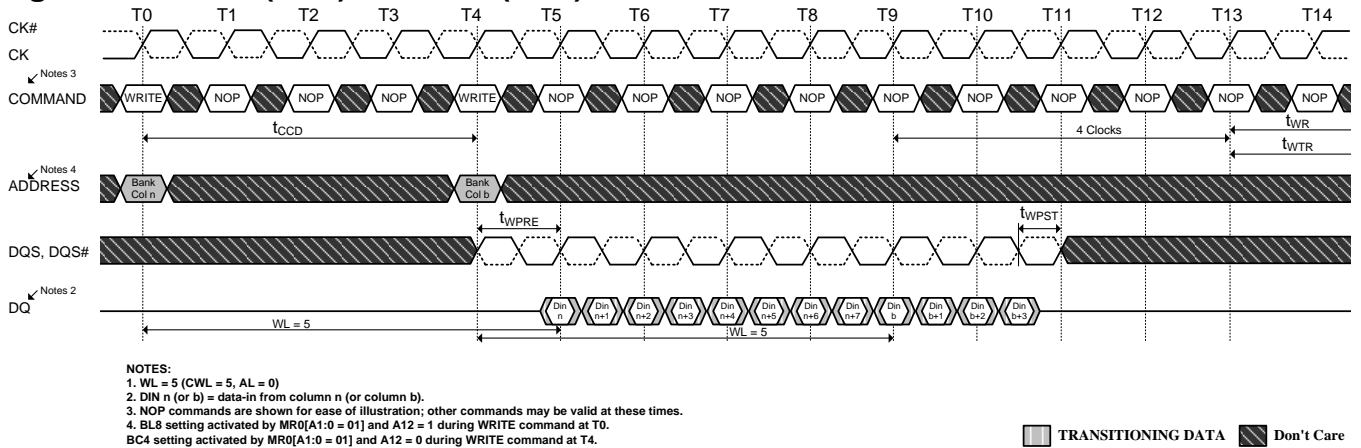 T0 T1 T2 T3 T4 T5 T6 T7 T8 T9 T10 T11 T12 T13 T14
CK#
CK
Notes 3
COMMAND WRITE NOP NOP NOP WRITE NOP NOP NOP NOP NOP NOP NOP NOP NOP NOP
tCCD 4 Clocks tWR
tWTR
Notes 4
ADDRESS Bank Col n Bank Col b
tWPRE tWPST
DQS, DQS#
Notes 2
DQ Din n Din n+1 Din n+2 Din n+3 Din n+4 Din n+5 Din n+6 Din n+7 Din b Din b+1 Din b+2 Din b+3
WL = 5 WL = 5
NOTES:
1. WL = 5 (CWL = 5, AL = 0)
2. DIN n (or b) = data-in from column n (or column b).
3. NOP commands are shown for ease of illustration; other commands may be valid at these times.
4. BL8 setting activated by MR0[A1:0 = 01] and A12 = 1 during WRITE command at T0.
BC4 setting activated by MR0[A1:0 = 01] and A12 = 0 during WRITE command at T4.
TRANSITIONING DATA Don't Care